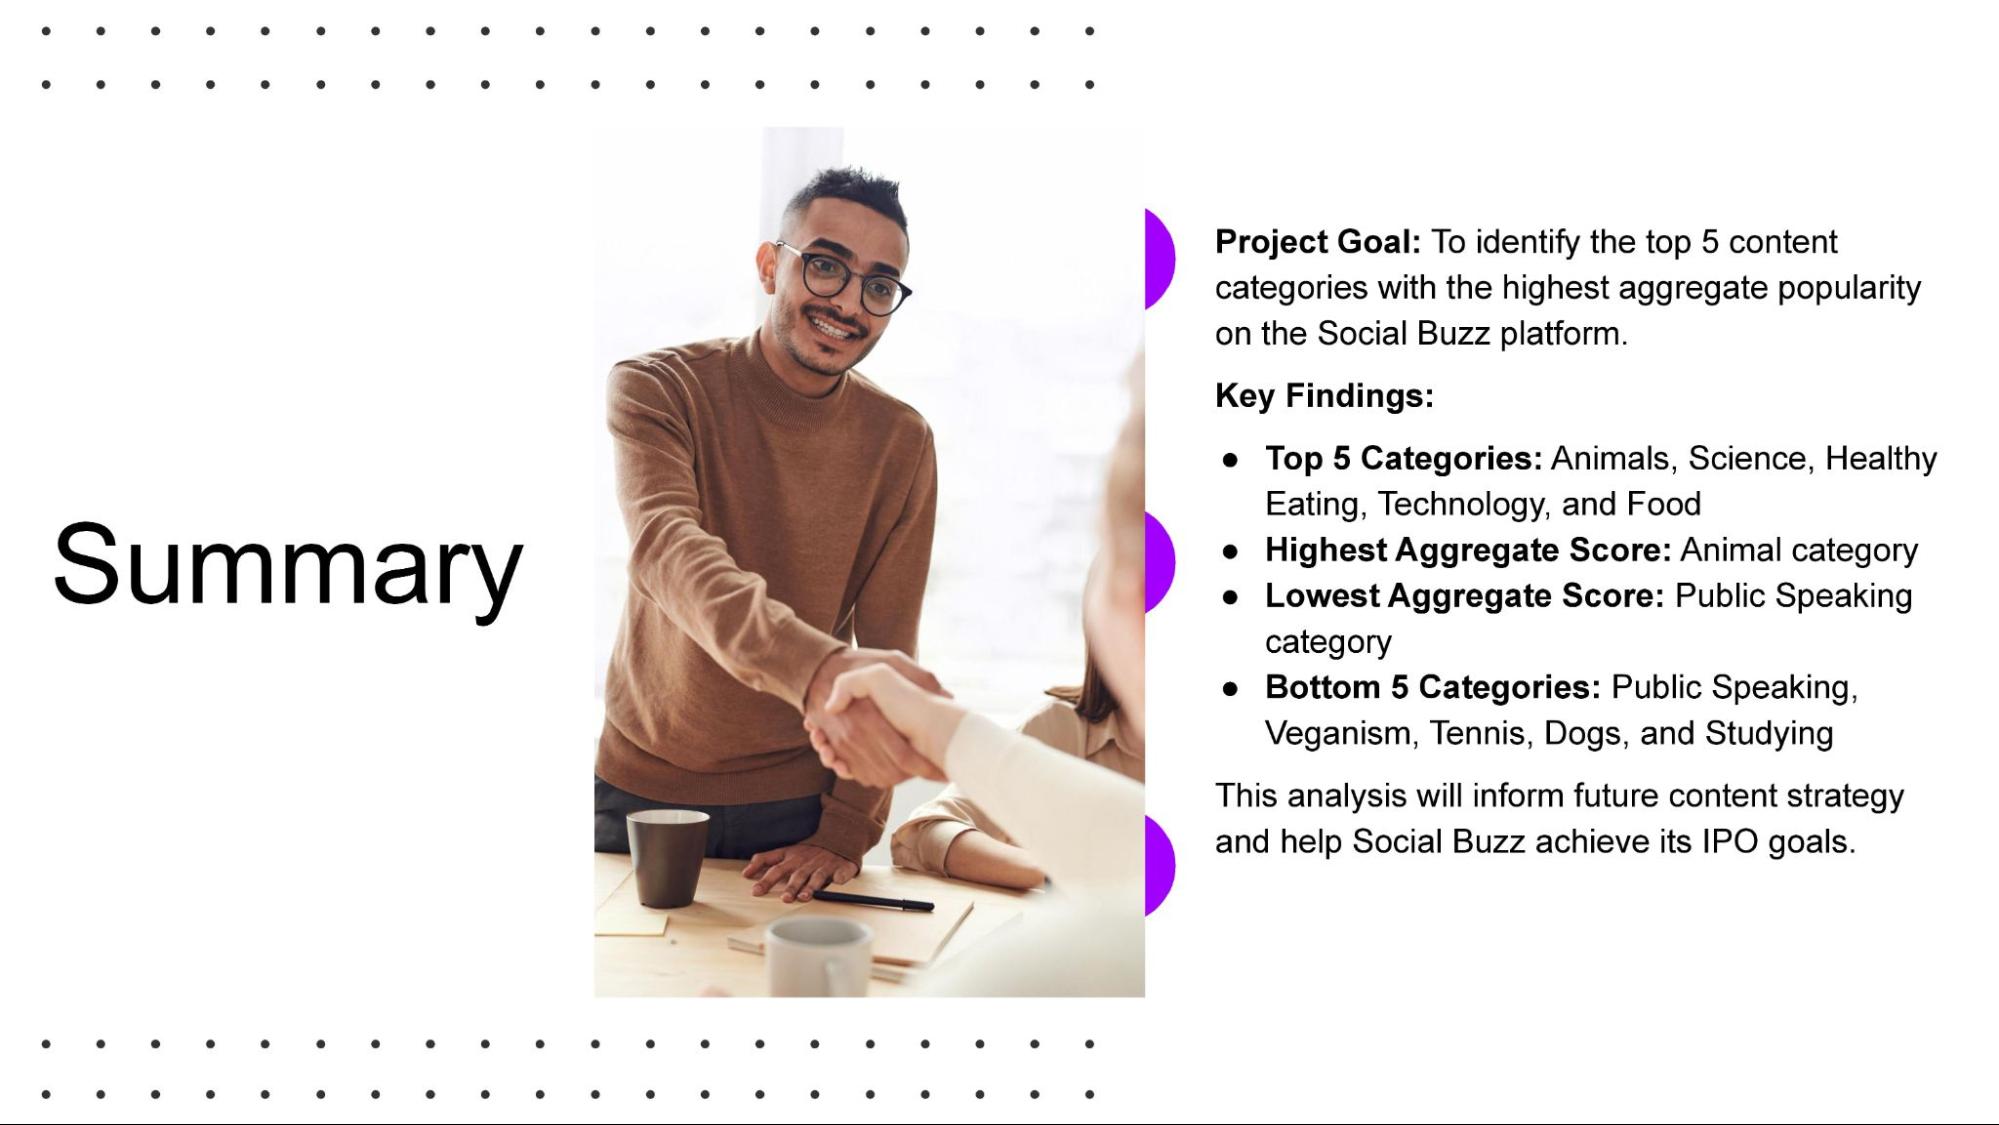 Summary
Project Goal: To identify the top 5 content
categories with the highest aggregate popularity
on the Social Buzz platform.
Key Findings:
● Top 5 Categories: Animals, Science, Healthy
Eating, Technology, and Food
● Highest Aggregate Score: Animal category
● Lowest Aggregate Score: Public Speaking
category
● Bottom 5 Categories: Public Speaking,
Veganism, Tennis, Dogs, and Studying
This analysis will inform future content strategy
and help Social Buzz achieve its IPO goals.